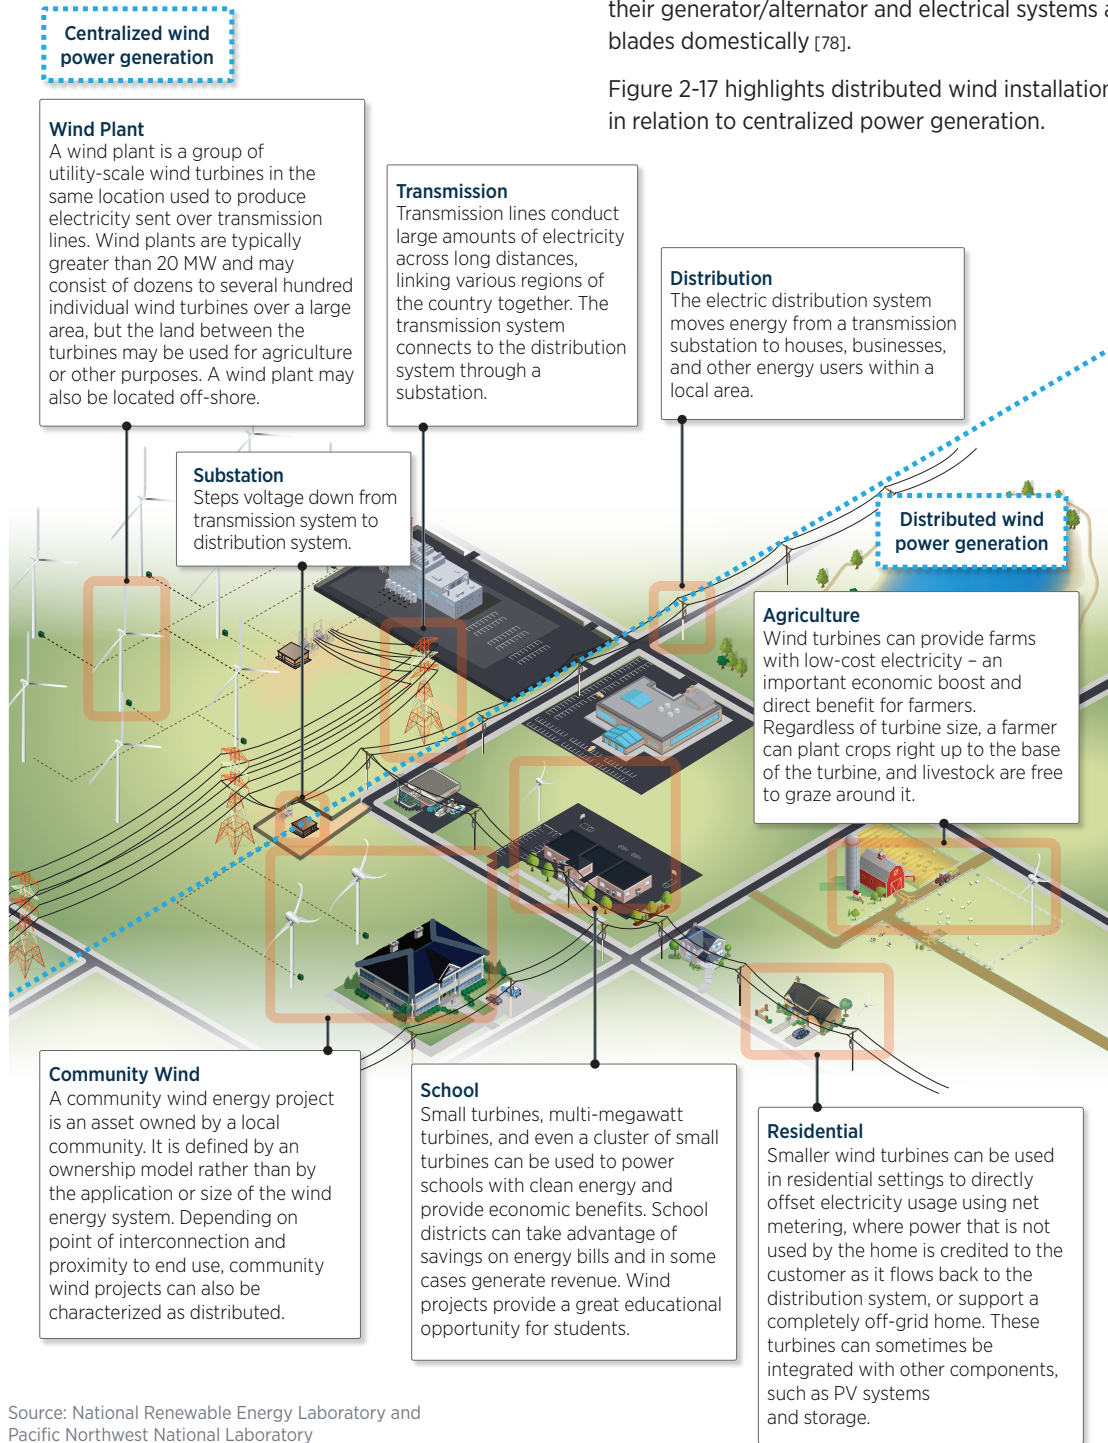 their generator/alternator and electrical systems a
blades domestically [78].
Figure 2-17 highlights distributed wind installation
in relation to centralized power generation.
Centralized wind
power generation
Wind Plant
A wind plant is a group of
utility-scale wind turbines in the
same location used to produce
electricity sent over transmission
lines. Wind plants are typically
greater than 20 MW and may
consist of dozens to several hundred
individual wind turbines over a large
area, but the land between the
turbines may be used for agriculture
or other purposes. A wind plant may
also be located off-shore.
Transmission
Transmission lines conduct
large amounts of electricity
across long distances,
linking various regions of
the country together. The
transmission system
connects to the distribution
system through a
substation.
Distribution
The electric distribution system
moves energy from a transmission
substation to houses, businesses,
and other energy users within a
local area.
Substation
Steps voltage down from
transmission system to
distribution system.
Distributed wind
power generation
Agriculture
Wind turbines can provide farms
with low-cost electricity – an
important economic boost and
direct benefit for farmers.
Regardless of turbine size, a farmer
can plant crops right up to the base
of the turbine, and livestock are free
to graze around it.
Community Wind
A community wind energy project
is an asset owned by a local
community. It is defined by an
ownership model rather than by
the application or size of the wind
energy system. Depending on
point of interconnection and
proximity to end use, community
wind projects can also be
characterized as distributed.
School
Small turbines, multi-megawatt
turbines, and even a cluster of small
turbines can be used to power
schools with clean energy and
provide economic benefits. School
districts can take advantage of
savings on energy bills and in some
cases generate revenue. Wind
projects provide a great educational
opportunity for students.
Residential
Smaller wind turbines can be used
in residential settings to directly
offset electricity usage using net
metering, where power that is not
used by the home is credited to the
customer as it flows back to the
distribution system, or support a
completely off-grid home. These
turbines can sometimes be
integrated with other components,
such as PV systems
and storage.
Source: National Renewable Energy Laboratory and
Pacific Northwest National Laboratory